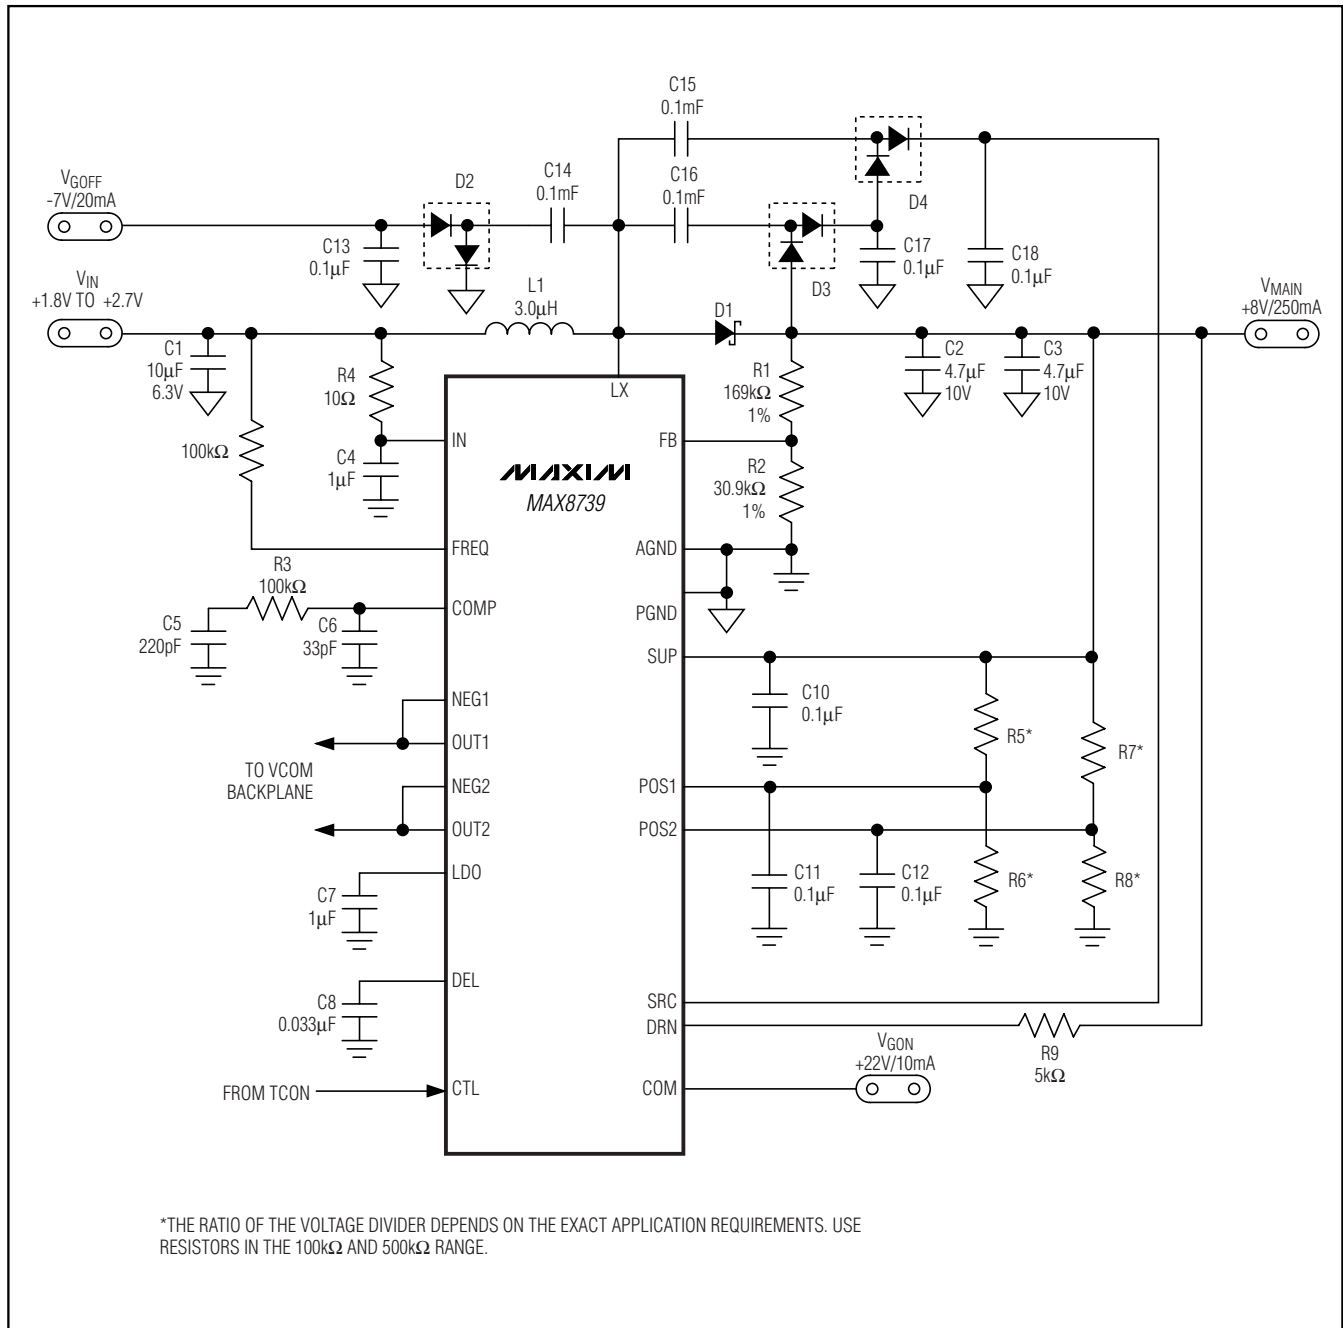 C15
0.1mF
VGOFF
-7V/20mA
D2
C14
0.1mF
C16
0.1mF
D4
C13
0.1µF
C17
0.1µF
C18
0.1µF
D3
VIN
+1.8V TO +2.7V
L1
3.0µH
D1
VMAIN
+8V/250mA
C1
10µF
6.3V
R4
10Ω
LX
R1
169kΩ
1%
C2
4.7µF
10V
C3
4.7µF
10V
100kΩ
IN
FB
C4
1µF
MAXIM
MAX8739
R2
30.9kΩ
1%
FREQ
AGND
R3
100kΩ
COMP
PGND
C5
220pF
C6
33pF
SUP
NEG1
C10
0.1µF
OUT1
R5*
R7*
TO VCOM
BACKPLANE
NEG2
POS1
OUT2
POS2
LDO
C7
1µF
C11
0.1µF
C12
0.1µF
R6*
R8*
DEL
C8
0.033µF
SRC
DRN
VGON
+22V/10mA
R9
5kΩ
FROM TCON
CTL
COM
*THE RATIO OF THE VOLTAGE DIVIDER DEPENDS ON THE EXACT APPLICATION REQUIREMENTS. USE
RESISTORS IN THE 100kΩ AND 500kΩ RANGE.